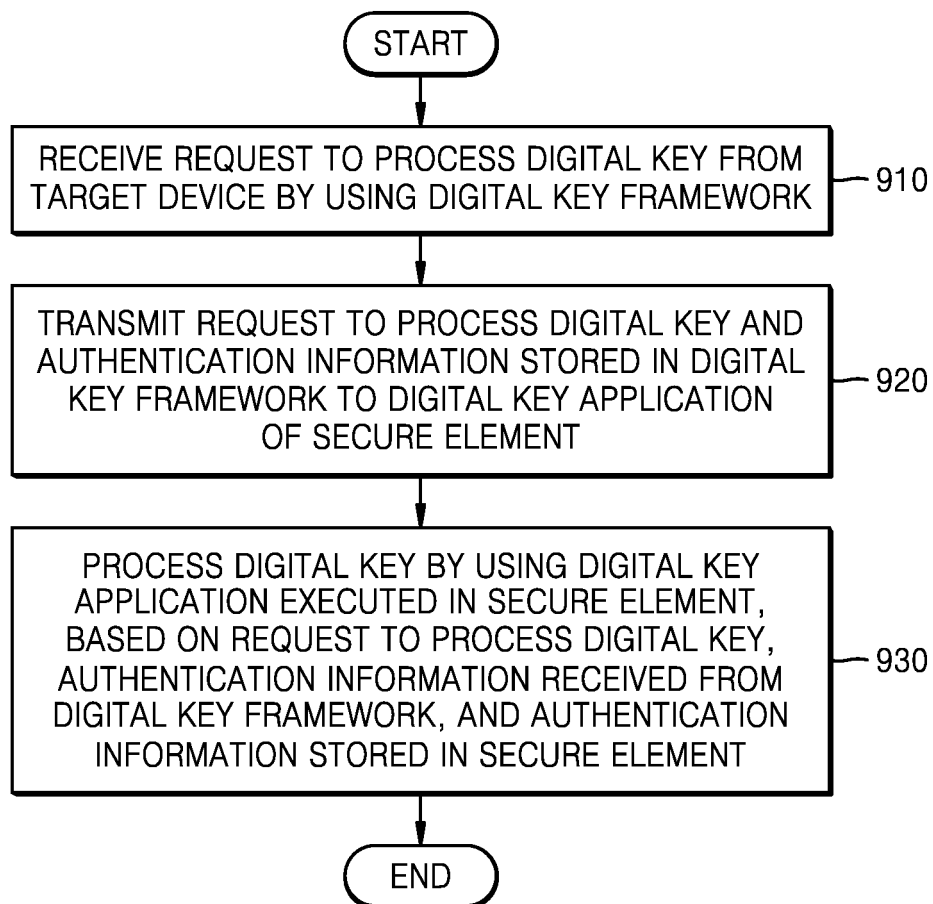 START
RECEIVE REQUEST TO PROCESS DIGITAL KEY FROM
TARGET DEVICE BY USING DIGITAL KEY FRAMEWORK
910
TRANSMIT REQUEST TO PROCESS DIGITAL KEY AND
AUTHENTICATION INFORMATION STORED IN DIGITAL
KEY FRAMEWORK TO DIGITAL KEY APPLICATION
OF SECURE ELEMENT
920
PROCESS DIGITAL KEY BY USING DIGITAL KEY
APPLICATION EXECUTED IN SECURE ELEMENT,
BASED ON REQUEST TO PROCESS DIGITAL KEY,
AUTHENTICATION INFORMATION RECEIVED FROM
DIGITAL KEY FRAMEWORK, AND AUTHENTICATION
INFORMATION STORED IN SECURE ELEMENT
930
END